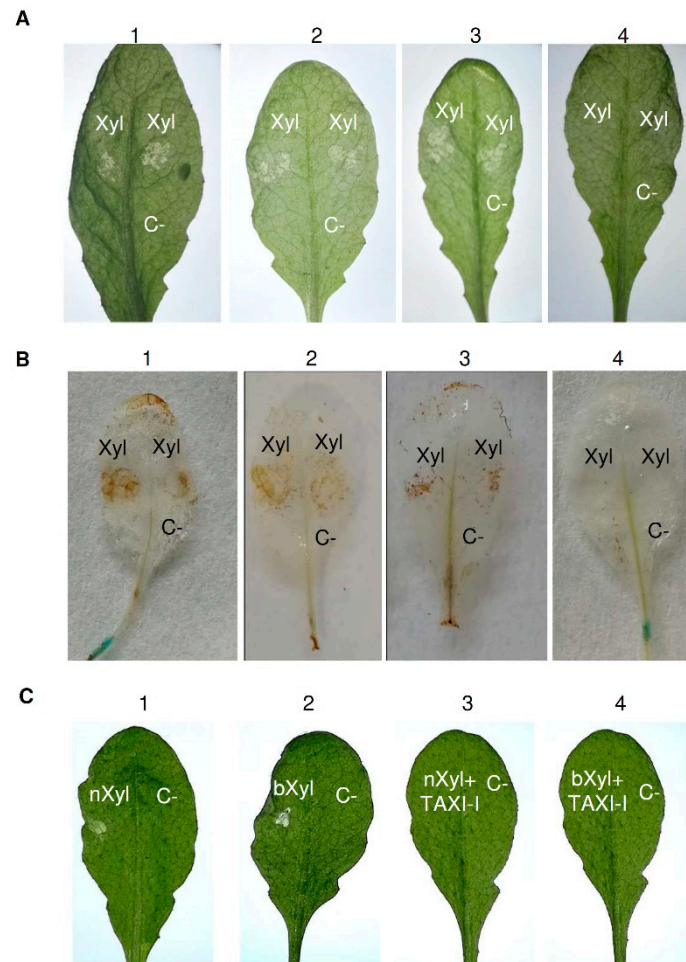 A
1 2 3 4
Xyl Xyl Xyl Xyl Xyl Xyl Xyl Xyl
C- C- C- C-
B
1 2 3 4
Xyl Xyl Xyl Xyl Xyl Xyl Xyl Xyl
C- C- C- C-
C
1 2 3 4
nXyl C- bXyl C- nXyl+ C- bXyl+ C-
TAXI-I TAXI-I